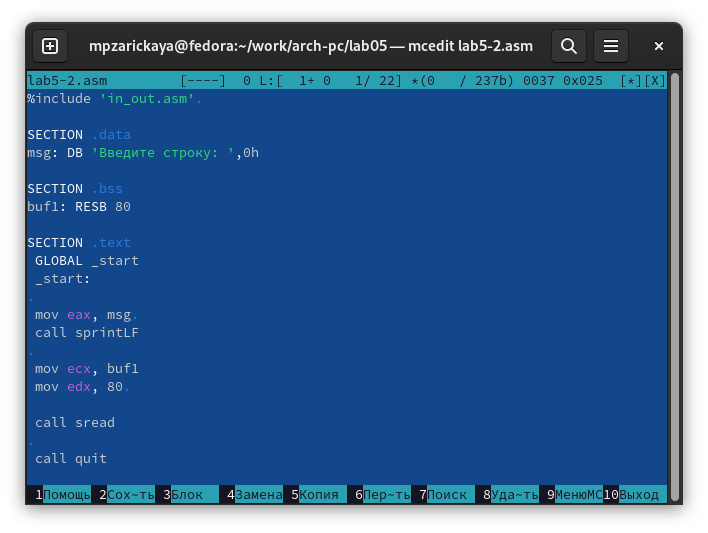 mpzarickaya@fedora:~/work/arch-pc/lab05 — mcedit lab5-2.asm
lab5-2.asm         [----]  0 L:[  1+ 0   1/ 22] *(0   / 237b) 0037 0x025  [*][X]
%include 'in_out.asm'.

SECTION .data
msg: DB 'Введите строку: ',0h

SECTION .bss
buf1: RESB 80

SECTION .text
 GLOBAL _start
 _start:
.
 mov eax, msg.
 call sprintLF
.
 mov ecx, buf1
 mov edx, 80.

 call sread
.
 call quit
1Помощь 2Сох~ть 3Блок 4Замена 5Копия 6Пер~ть 7Поиск 8Уда~ть 9МенюМС 10Выход